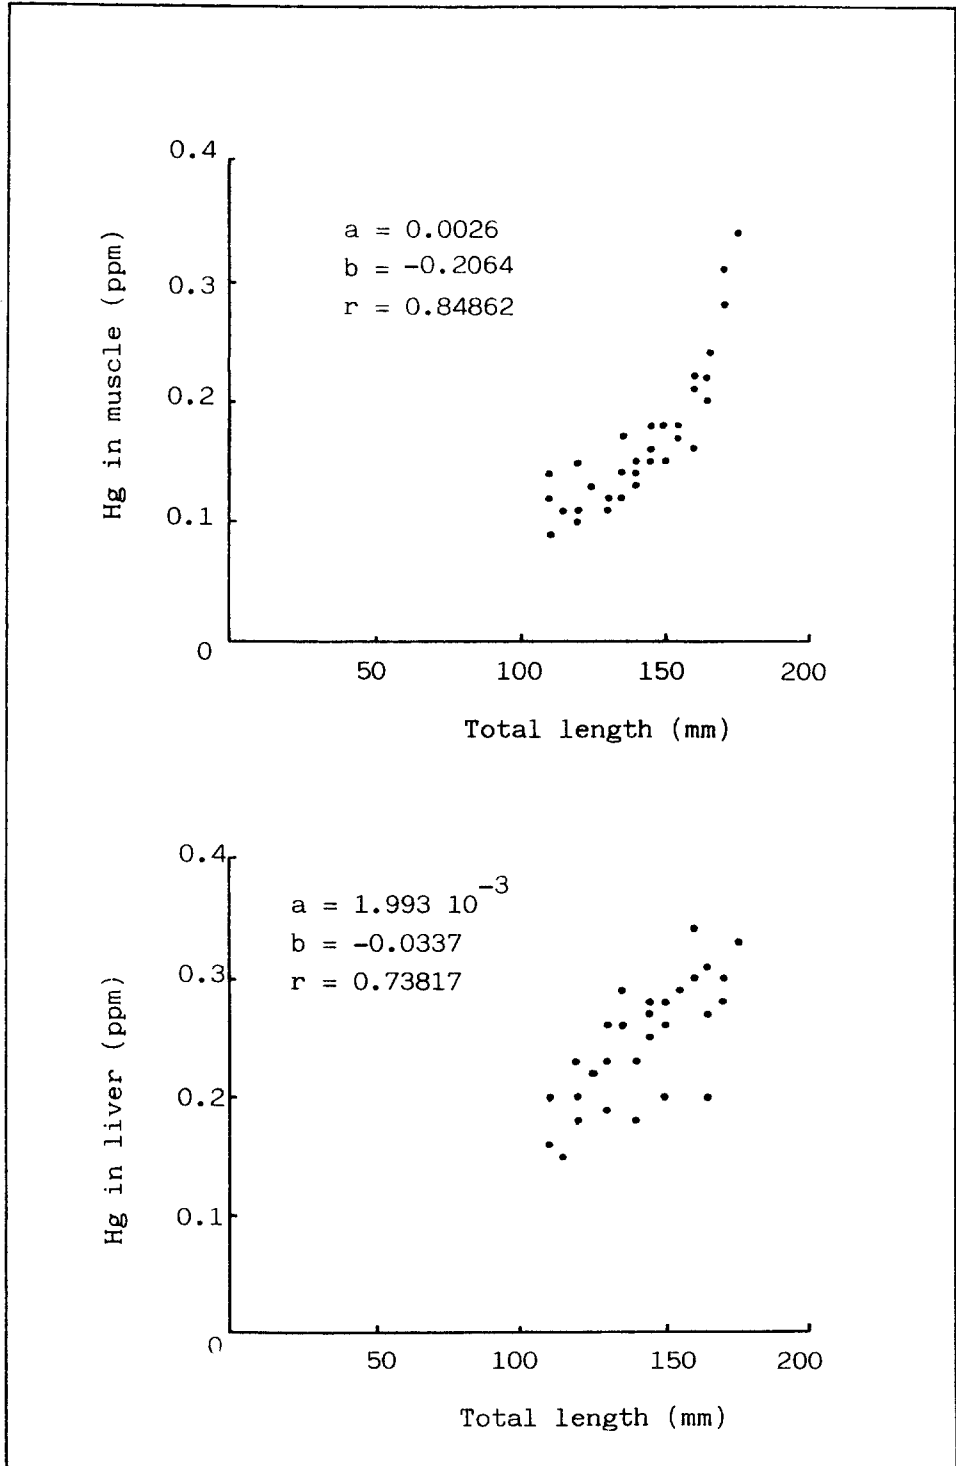 0.4
a = 0.0026
b = -0.2064
r = 0.84862
0.3
Hg in muscle (ppm)
0.2
0.1
0
50 100 150 200
Total length (mm)
0.4
a = 1.993 10^-3
b = -0.0337
r = 0.73817
0.3
Hg in liver (ppm)
0.2
0.1
0
50 100 150 200
Total length (mm)